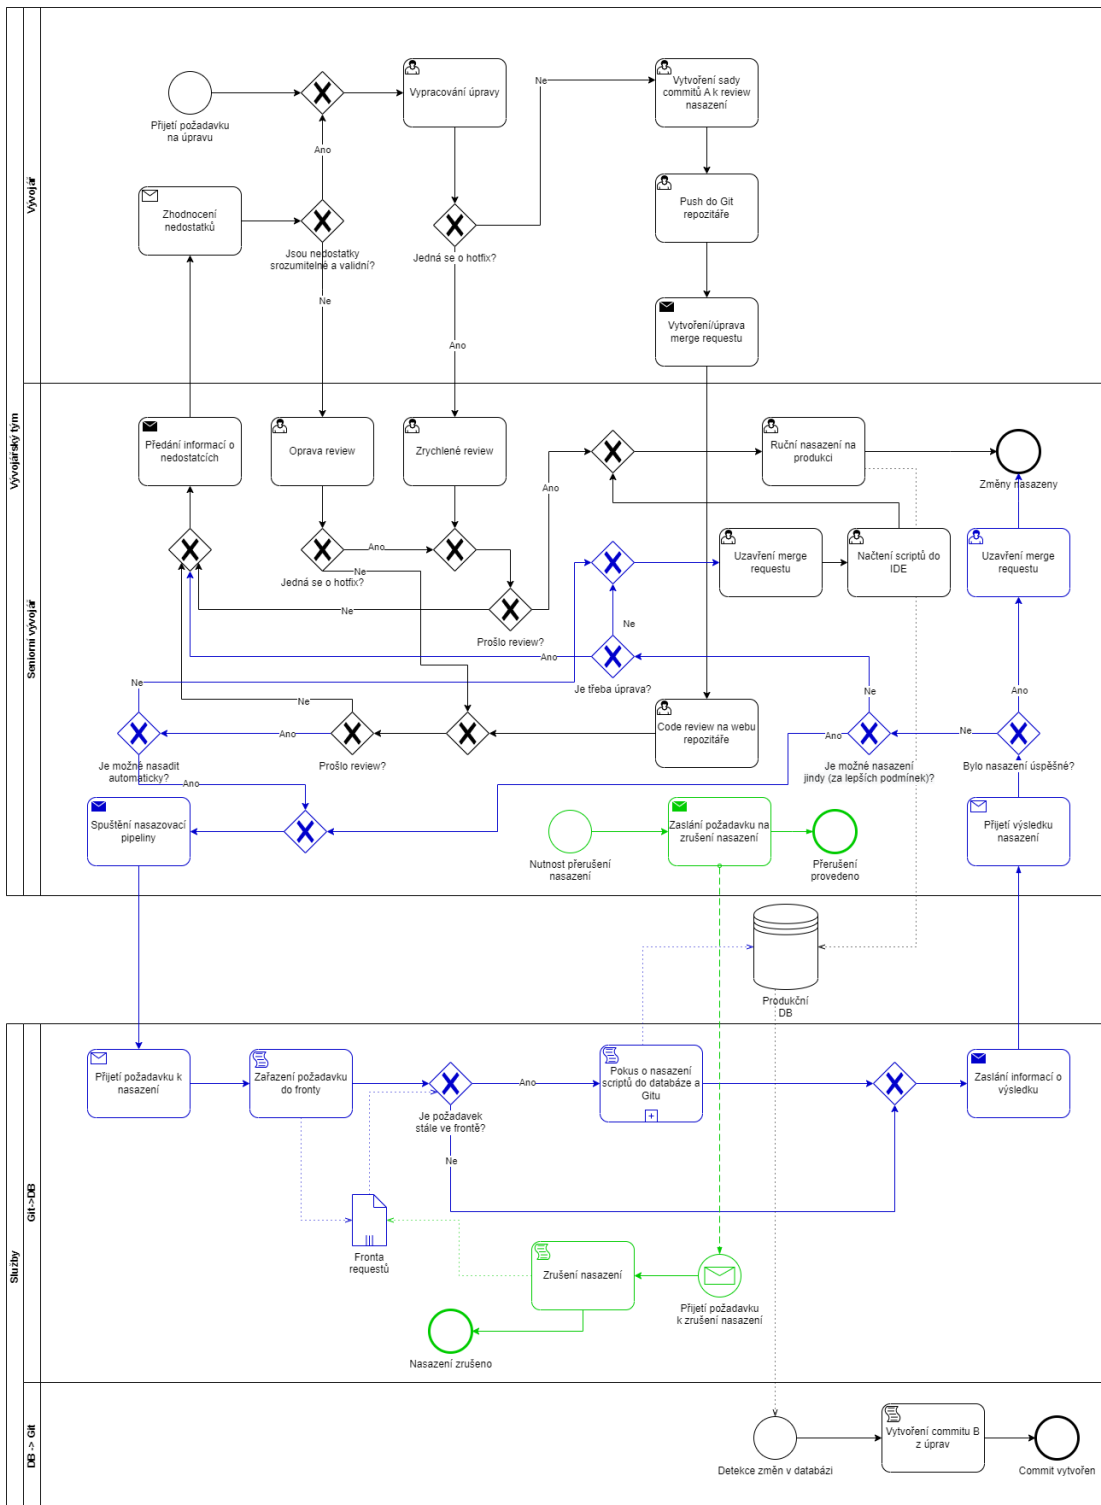 Vývojářský tým
Vývojář
Přijetí požadavku
na úpravu
Vypracování úpravy
Ne
Vytvoření sady
commitů A k review
nasazení
Ano
Zhodnocení
nedostatků
Jsou nedostatky
srozumitelné a validní?
Ne
Jedná se o hotfix?
Ano
Push do Git
repozitáře
Vytvoření/úprava
merge requestu
Seniorní vývojář
Předání informací o
nedostatcích
Oprava review
Zrychlené review
Ano
Ruční nasazení na
produkci
Změny nasazeny
Jedná se o hotfix?
Ano
Ne
Ne
Prošlo review?
Uzavření merge
requestu
Načtení scriptů do
IDE
Uzavření merge
requestu
Ne
Ano
Je třeba úprava?
Ne
Ne
Ano
Ne
Je možné nasadit
automaticky?
Ano
Ano
Prošlo review?
Code review na webu
repozitáře
Ano
Je možné nasazení
jindy (za lepších podmínek)?
Ne
Bylo nasazení úspěšné?
Spuštění nasazovací
pipeliny
Nutnost přerušení
nasazení
Zaslání požadavku na
zrušení nasazení
Přerušení
provedeno
Přijetí výsledku
nasazení
Produkční
DB
Služby
Git->DB
Přijetí požadavku k
nasazení
Zařazení požadavku
do fronty
Je požadavek
stále ve frontě?
Ano
Ne
Pokus o nasazení
scriptů do databáze a
Gitu
Zaslání informací o
výsledku
Fronta
requestů
Zrušení nasazení
Přijetí požadavku
k zrušení nasazení
Nasazení zrušeno
DB -> Git
Detekce změn v databázi
Vytvoření commitu B
z úprav
Commit vytvořen